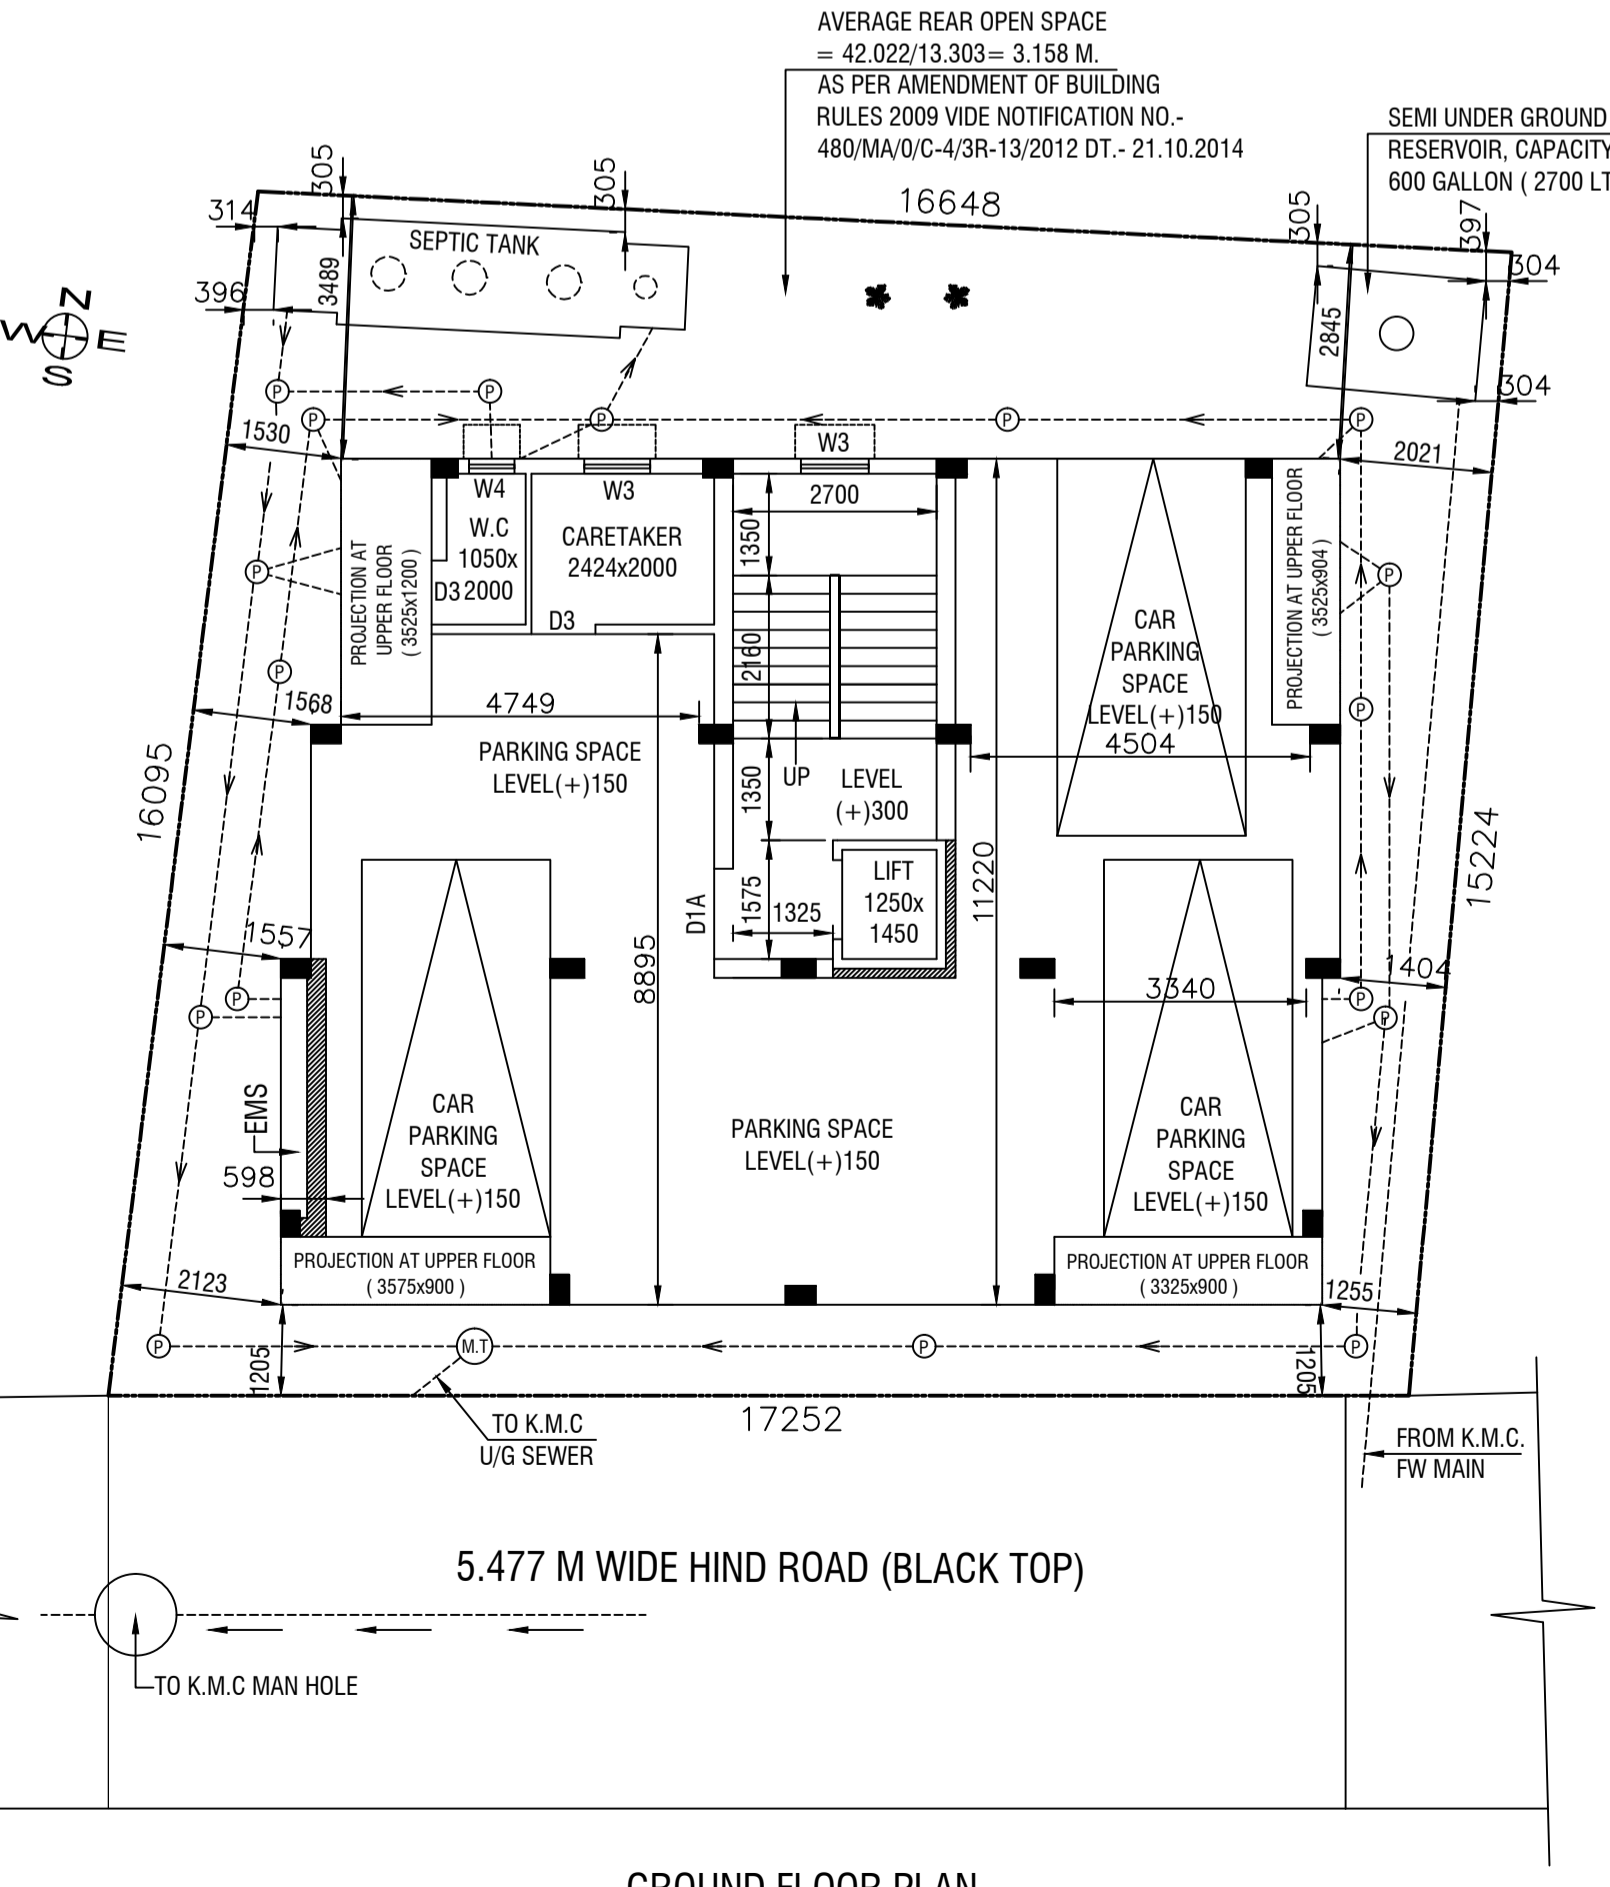 AVERAGE REAR OPEN SPACE
= 42.022/13.303= 3.158 M.
AS PER AMENDMENT OF BUILDING
RULES 2009 VIDE NOTIFICATION NO.-
480/MA/0/C-4/3R-13/2012 DT.- 21.10.2014
SEMI UNDER GROUND
RESERVOIR, CAPACITY
600 GALLON ( 2700 LT
305
305
16648
305
397
314
396
3489
SEPTIC TANK
304
2845
304
N
W
E
S
P
P
P
P
P
P
1530
2021
W3
W4
W3
W.C
1050x
2000
D3
CARETAKER
2424x2000
D3
2700
1350
2160
PROJECTION AT
UPPER FLOOR
( 3525x1200 )
PROJECTION AT UPPER FLOOR
( 3525x904 )
CAR
PARKING
SPACE
LEVEL(+)150
P
P
P
P
1568
4749
4504
PARKING SPACE
LEVEL(+)150
1350
UP
LEVEL
(+)300
16095
15224
LIFT
1250x
1450
1575
1325
D1A
11220
8895
1557
1404
3340
P
P
P
P
EMS
598
CAR
PARKING
SPACE
LEVEL(+)150
PARKING SPACE
LEVEL(+)150
CAR
PARKING
SPACE
LEVEL(+)150
PROJECTION AT UPPER FLOOR
( 3575x900 )
PROJECTION AT UPPER FLOOR
( 3325x900 )
2123
1255
P
M.T
P
P
1205
1205
17252
TO K.M.C
U/G SEWER
FROM K.M.C.
FW MAIN
5.477 M WIDE HIND ROAD (BLACK TOP)
TO K.M.C MAN HOLE
GROUND FLOOR PLAN